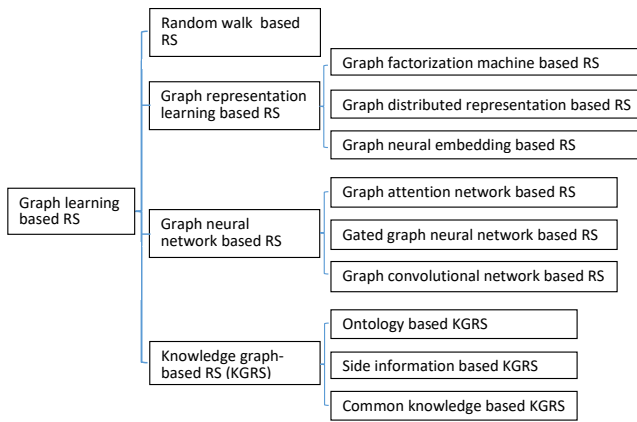 Random walk based
RS
Graph representation
learning based RS
Graph factorization machine based RS
Graph distributed representation based RS
Graph neural embedding based RS
Graph learning
based RS
Graph neural
network based RS
Graph attention network based RS
Gated graph neural network based RS
Graph convolutional network based RS
Knowledge graph-
based RS (KGRS)
Ontology based KGRS
Side information based KGRS
Common knowledge based KGRS